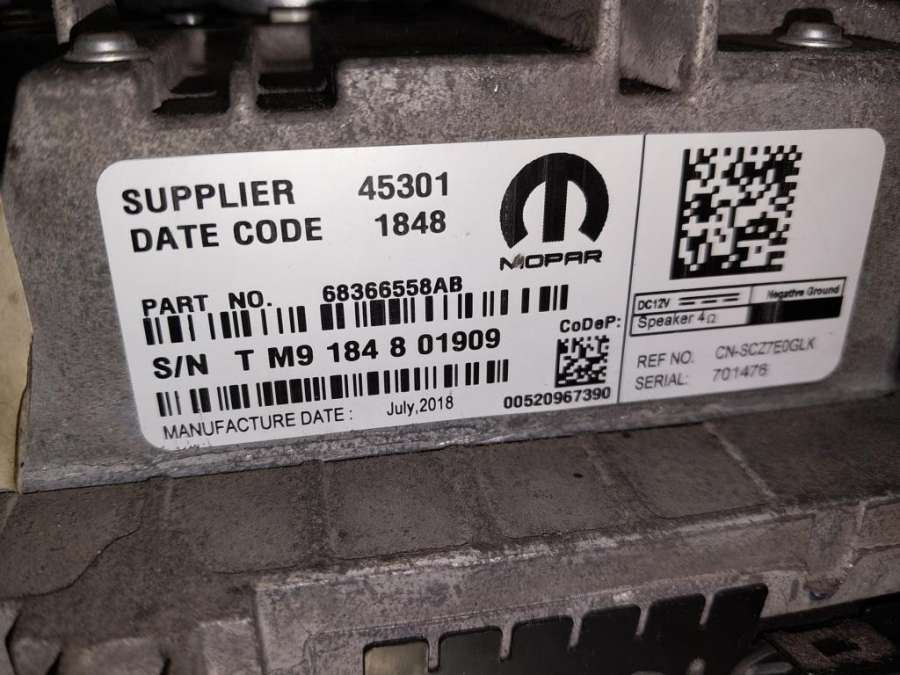 SUPPLIER 45301
DATE CODE 1848
MOPAR
PART NO. 68366558AB
S/N T M9 184 8 01909
MANUFACTURE DATE : July,2018
CoDeP:
00520967390
DC12V Negative Ground
Speaker 4Ω
REF NO. CN-SCZ7E0GLK
SERIAL: 701476